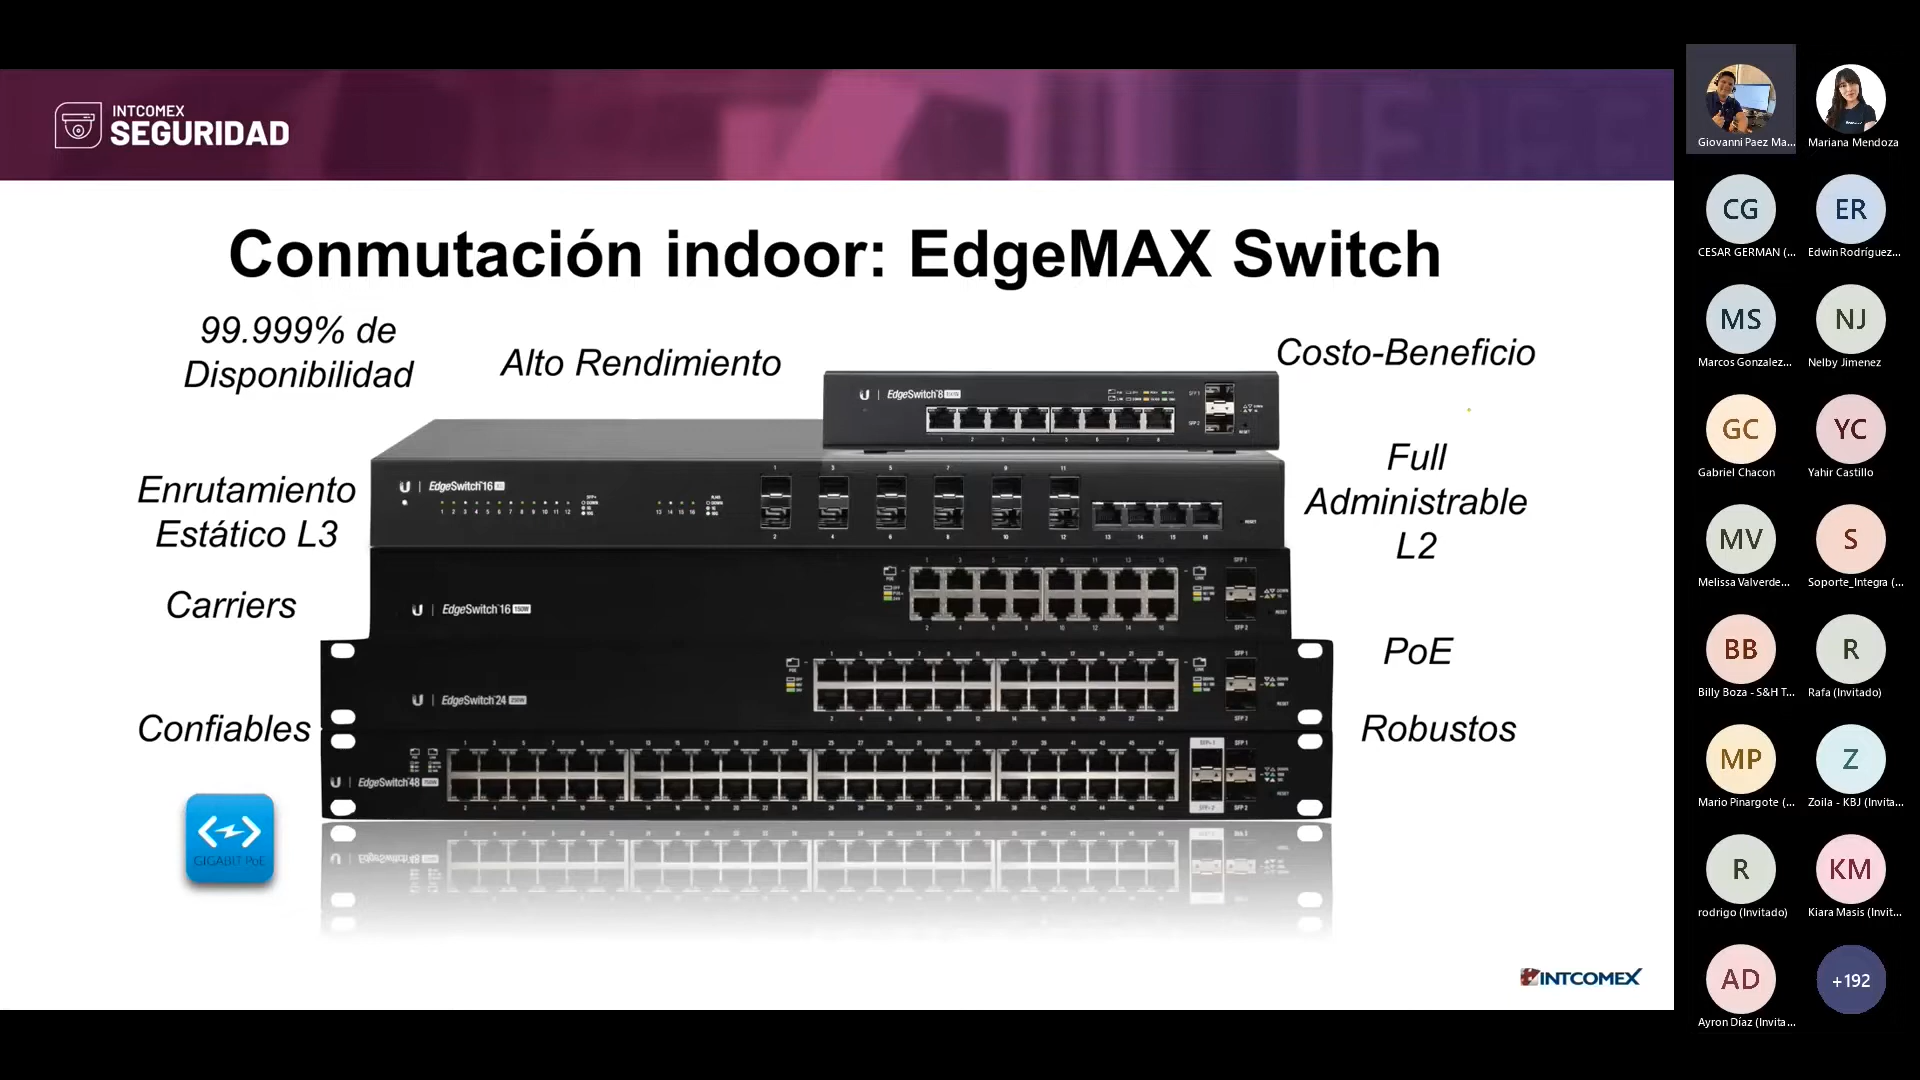 INTCOMEX
SEGURIDAD
Conmutación indoor: EdgeMAX Switch
99.999% de
Disponibilidad
Alto Rendimiento
Costo-Beneficio
Enrutamiento
Estático L3
Full
Administrable
L2
Carriers
PoE
Confiables
Robustos
EdgeSwitch 8
EdgeSwitch 16
EdgeSwitch 16 150W
EdgeSwitch 24 250W
EdgeSwitch 48
GIGABIT PoE
INTCOMEX
Giovanni Paez Ma...
Mariana Mendoza
CG
CESAR GERMAN (...
ER
Edwin Rodríguez...
MS
Marcos Gonzalez...
NJ
Nelby Jimenez
GC
Gabriel Chacon
YC
Yahir Castillo
MV
Melissa Valverde...
S
Soporte_Integra (...
BB
Billy Boza - S&H T...
R
Rafa (Invitado)
MP
Mario Pinargote (...
Z
Zoila - KBJ (Invita...
R
rodrigo (Invitado)
KM
Kiara Masis (Invit...
AD
Ayron Díaz (Invita...
+192